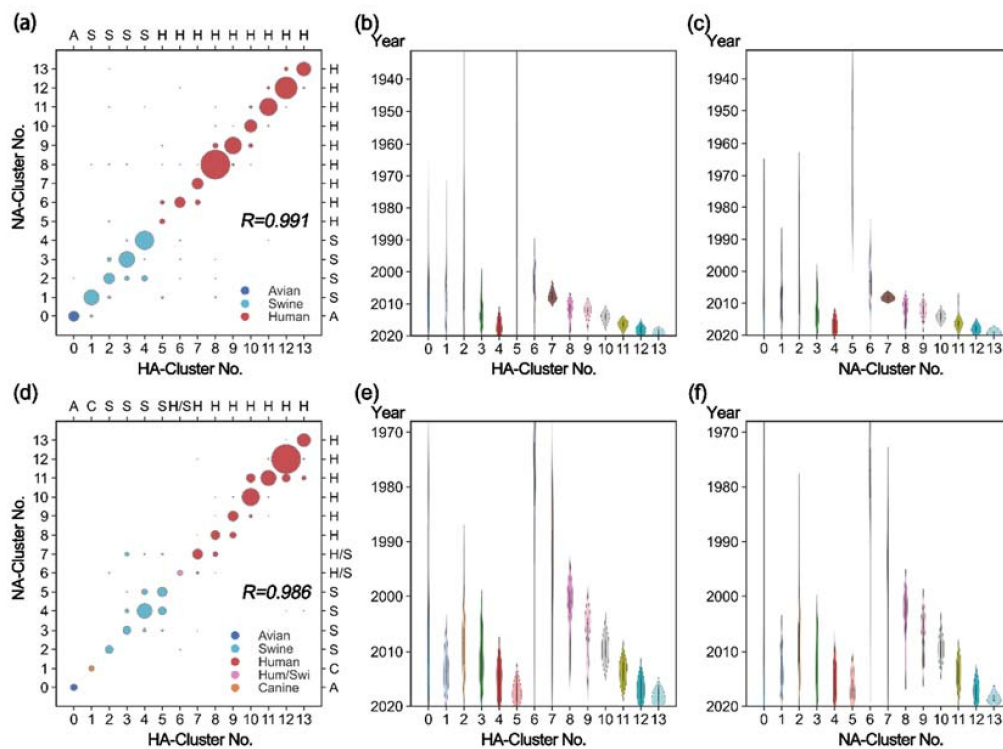 (a) A S S S S H H H H H H H H H
NA-Cluster No.
13 H
12 H
11 H
10 H
9 H
8 H
7 H
6 H
5 H
4 S
3 S
2 S
1 S
0 A
R=0.991
Avian
Swine
Human
0 1 2 3 4 5 6 7 8 9 10 11 12 13
HA-Cluster No.
(b)
Year
1940
1950
1960
1970
1980
1990
2000
2010
2020
0 1 2 3 4 5 6 7 8 9 10 11 12 13
HA-Cluster No.
(c)
Year
1940
1950
1960
1970
1980
1990
2000
2010
2020
0 1 2 3 4 5 6 7 8 9 10 11 12 13
NA-Cluster No.
(d) A C S S S S H/S H H H H H H H
NA-Cluster No.
13 H
12 H
11 H
10 H
9 H
8 H
7 H/S
6 H/S
5 S
4 S
3 S
2 S
1 C
0 A
R=0.986
Avian
Swine
Human
Hum/Swi
Canine
0 1 2 3 4 5 6 7 8 9 10 11 12 13
HA-Cluster No.
(e)
Year
1970
1980
1990
2000
2010
2020
0 1 2 3 4 5 6 7 8 9 10 11 12 13
HA-Cluster No.
(f)
Year
1970
1980
1990
2000
2010
2020
0 1 2 3 4 5 6 7 8 9 10 11 12 13
NA-Cluster No.